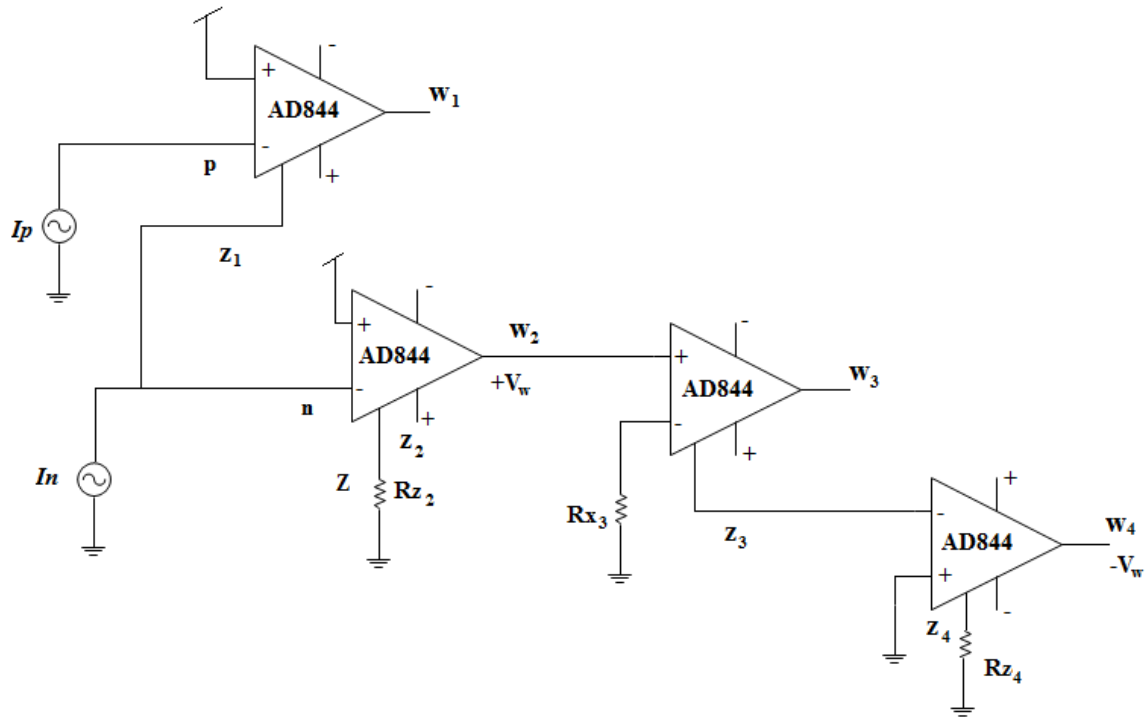 -
+
AD844
w1
-
p
+
Ip
z1
-
+
AD844
w2
+Vw
-
n
+
z2
In
Z
Rz2
-
+
AD844
w3
-
+
Rx3
z3
+
-
AD844
w4
-Vw
+
-
z4
Rz4